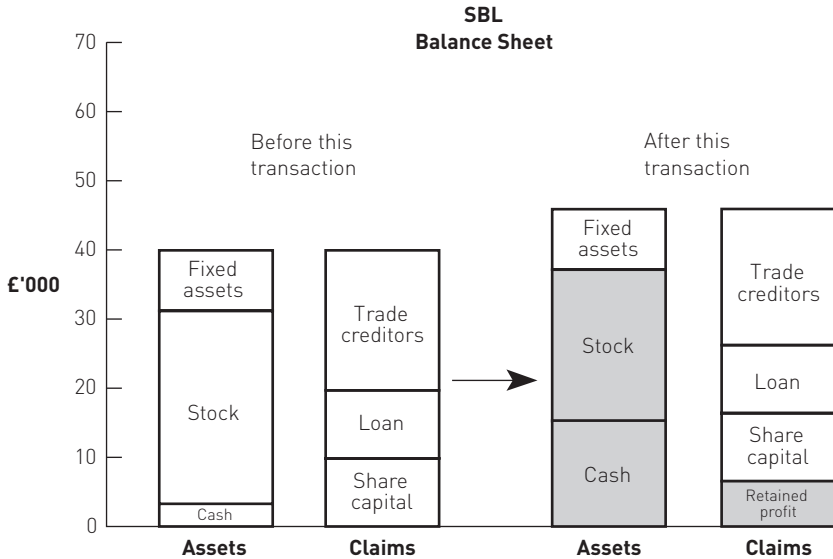 SBL
Balance Sheet
£'000
70
60
50
40
30
20
10
0
Before this
transaction
Fixed
assets
Stock
Cash
Assets
Trade
creditors
Loan
Share
capital
Claims
After this
transaction
Fixed
assets
Stock
Cash
Assets
Trade
creditors
Loan
Share
capital
Retained
profit
Claims